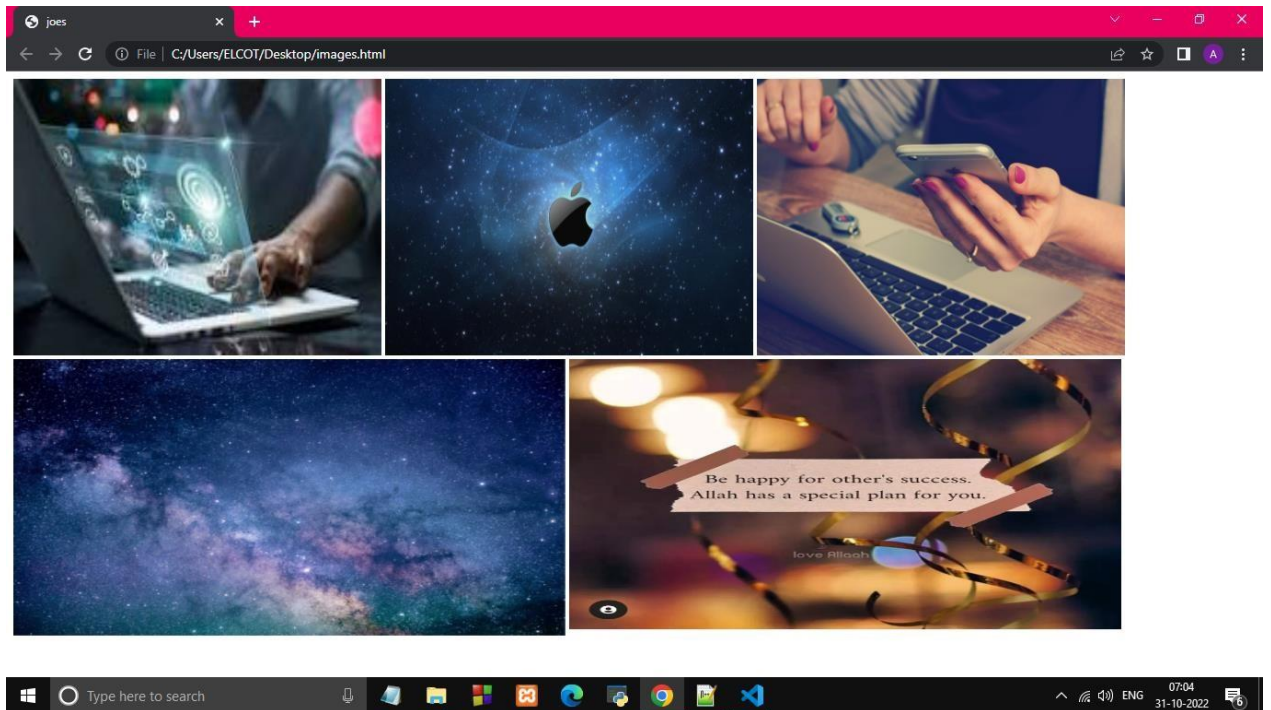 joes
File
C:/Users/ELCOT/Desktop/images.html
A
Be happy for other's success.
Allah has a special plan for you.
love Allaah
Type here to search
ENG
07:04
31-10-2022
6